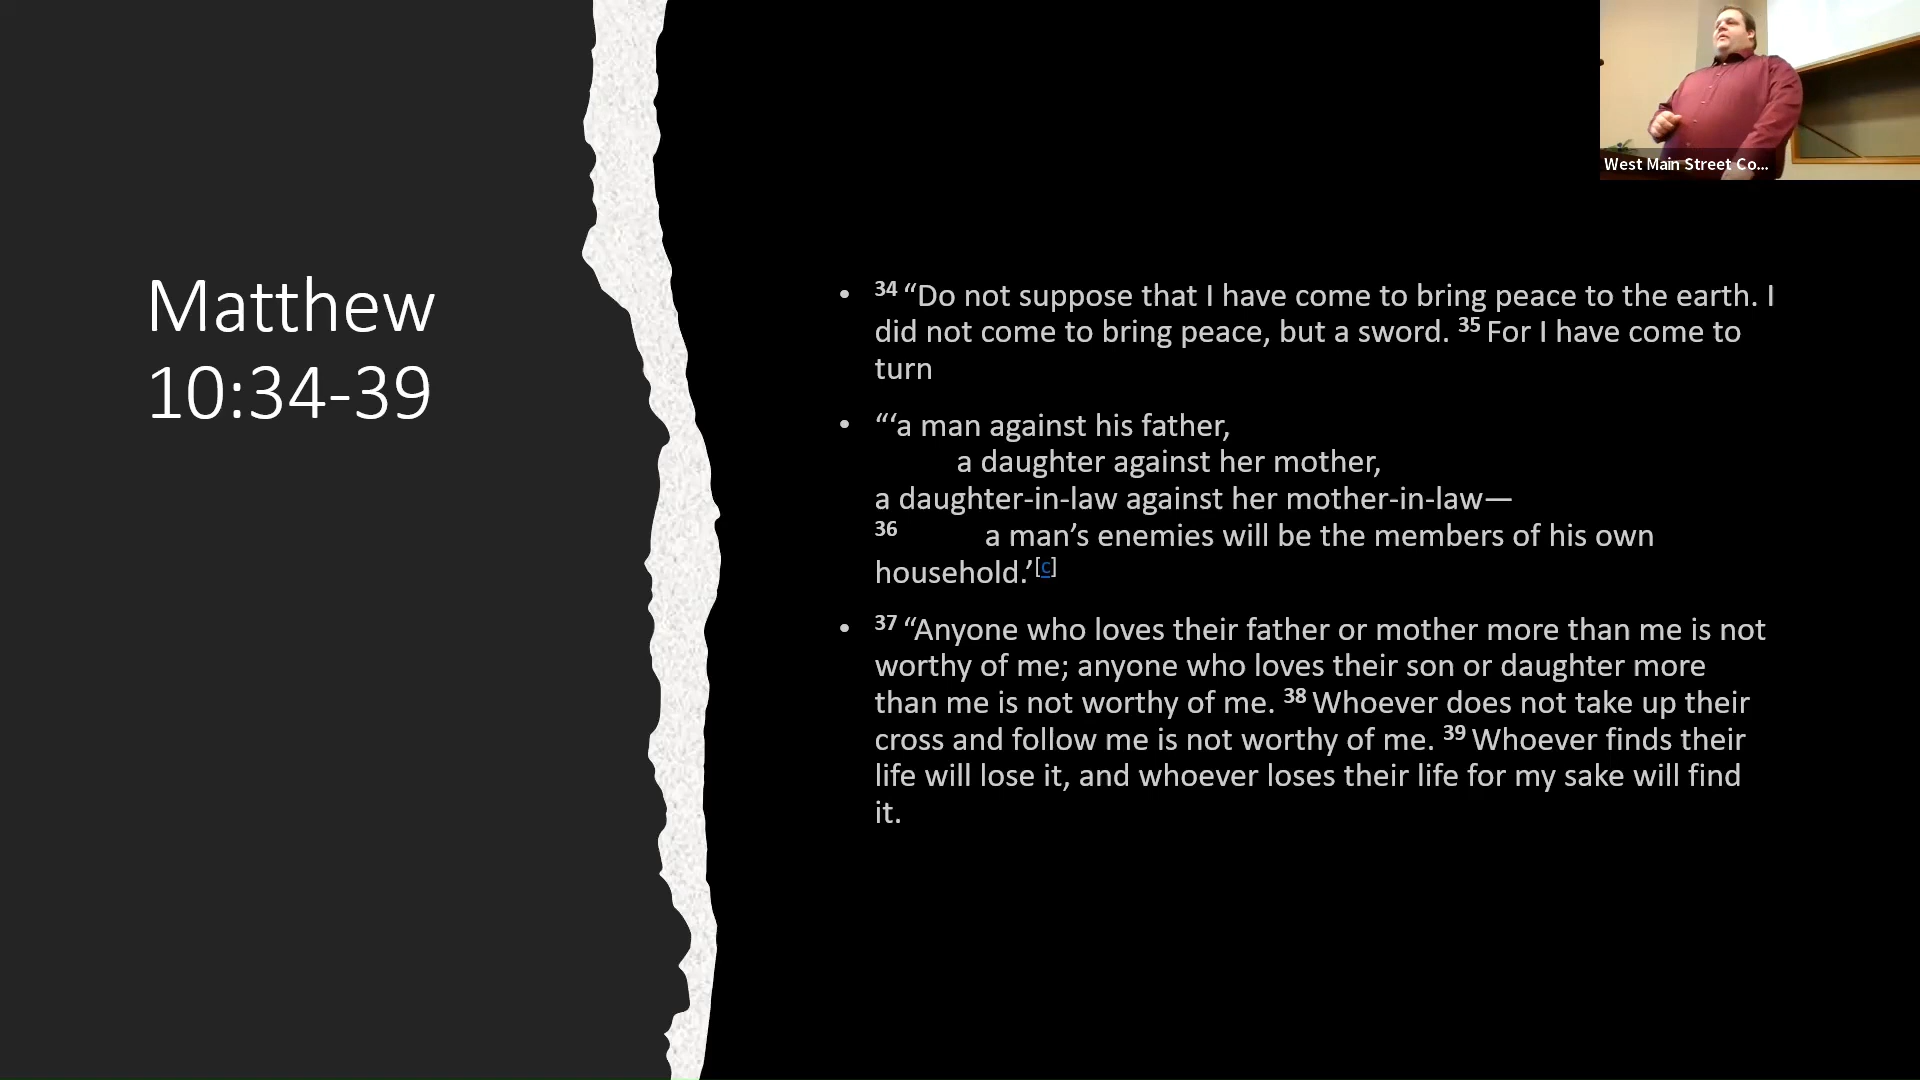 West Main Street Co...
Matthew
10:34-39
• 34 “Do not suppose that I have come to bring peace to the earth. I
did not come to bring peace, but a sword. 35 For I have come to
turn
• “‘a man against his father,
a daughter against her mother,
a daughter-in-law against her mother-in-law—
36 a man’s enemies will be the members of his own
household.’[c]
• 37 “Anyone who loves their father or mother more than me is not
worthy of me; anyone who loves their son or daughter more
than me is not worthy of me. 38 Whoever does not take up their
cross and follow me is not worthy of me. 39 Whoever finds their
life will lose it, and whoever loses their life for my sake will find
it.